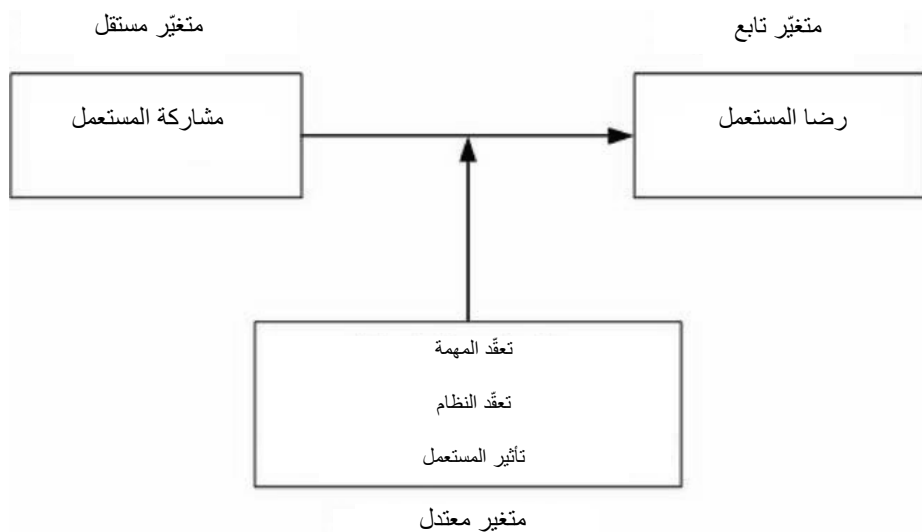 متغيّر مستقل
متغيّر تابع
مشاركة المستعمل
رضا المستعمل
تعقّد المهمة
تعقّد النظام
تأثير المستعمل
متغير معتدل